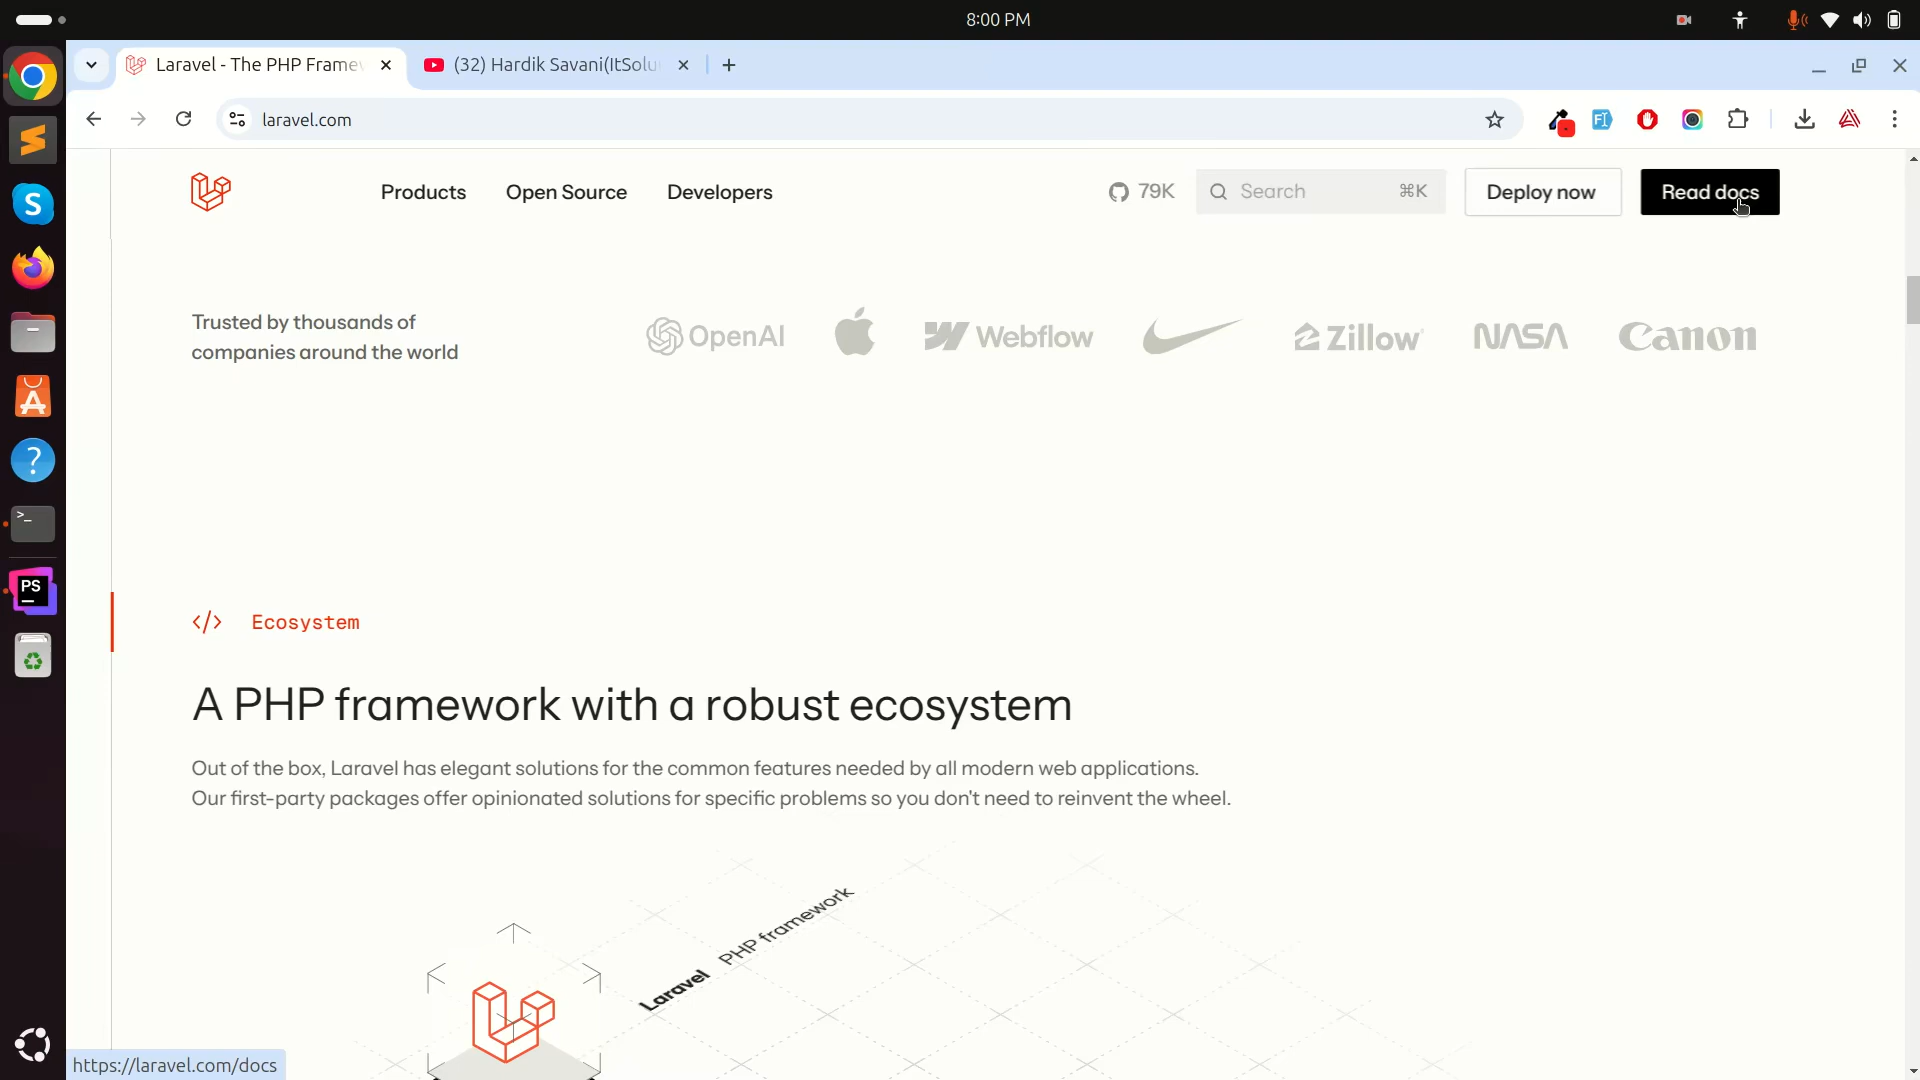 8:00 PM
Laravel - The PHP Frame
(32) Hardik Savani(ItSolu
laravel.com
Products
Open Source
Developers
79K
Search
⌘K
Deploy now
Read docs
Trusted by thousands of
companies around the world
OpenAI
Webflow
Zillow
NASA
Canon
</> Ecosystem
A PHP framework with a robust ecosystem
Out of the box, Laravel has elegant solutions for the common features needed by all modern web applications.
Our first-party packages offer opinionated solutions for specific problems so you don't need to reinvent the wheel.
Laravel PHP framework
PS
https://laravel.com/docs